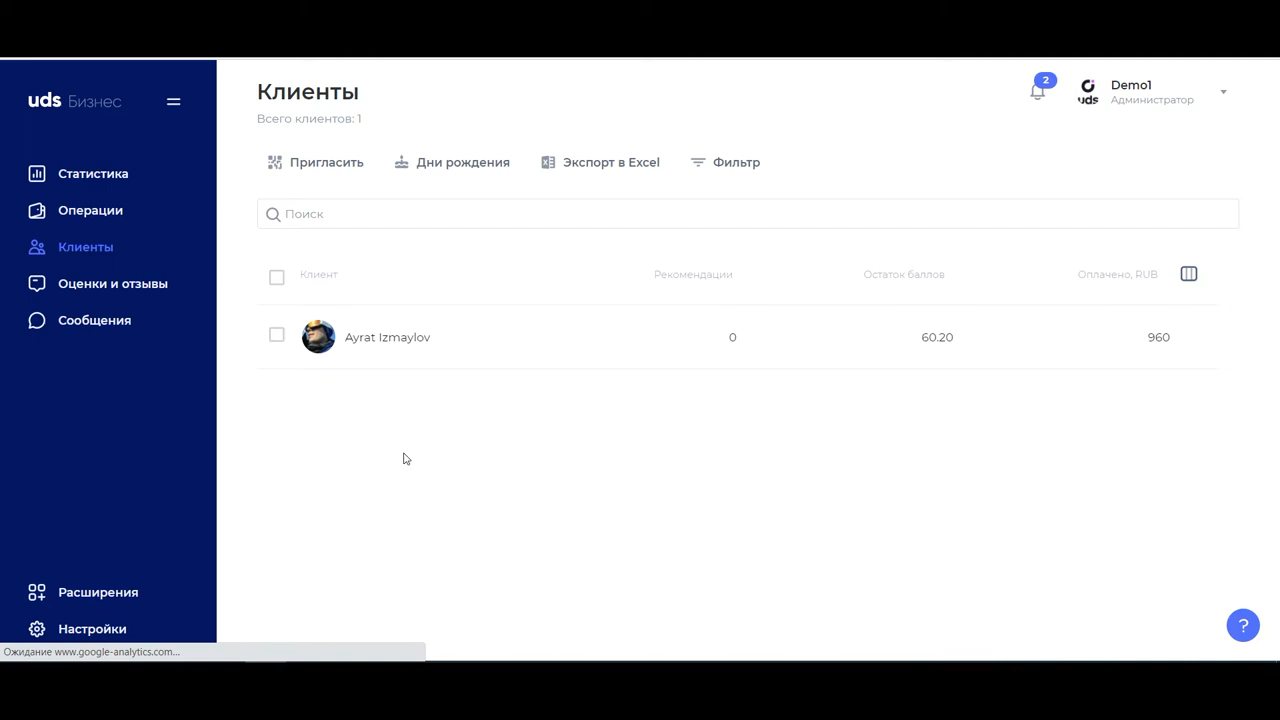 uds Бизнес
Статистика
Операции
Клиенты
Оценки и отзывы
Сообщения
Расширения
Настройки
Клиенты
Всего клиентов: 1
2
uds
Demo1
Администратор
Пригласить
Дни рождения
Экспорт в Excel
Фильтр
Поиск
Клиент Рекомендации Остаток баллов Оплачено, RUB
Ayrat Izmaylov 0 60.20 960
?
Ожидание www.google-analytics.com...